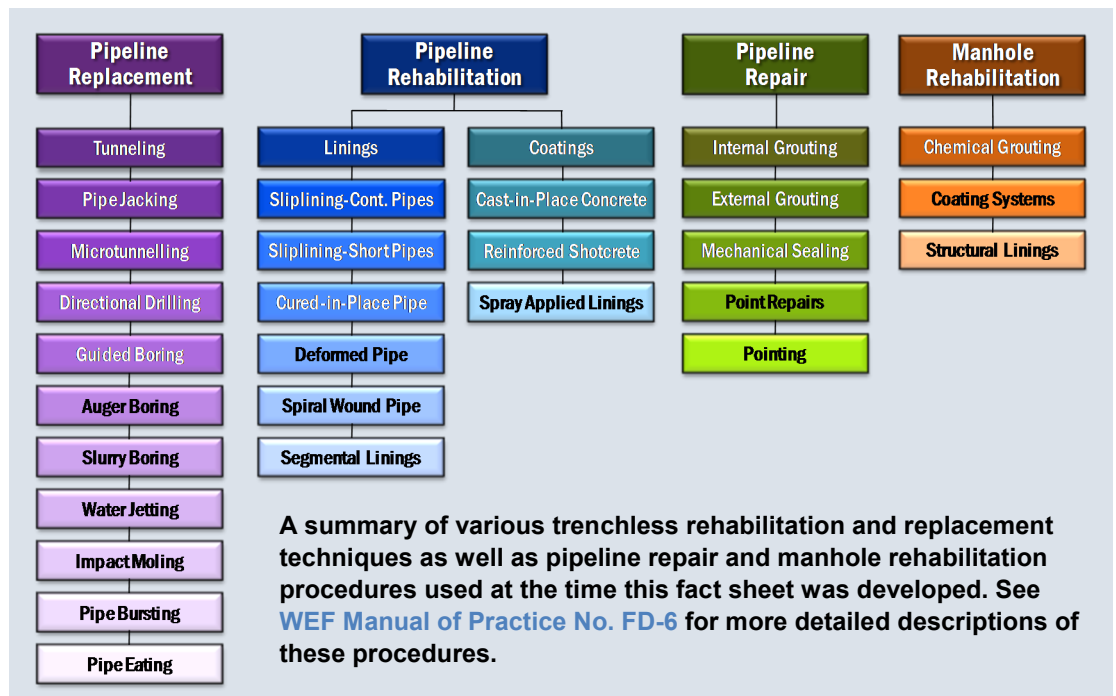 Pipeline
Replacement
Tunneling
Pipe Jacking
Microtunnelling
Directional Drilling
Guided Boring
Auger Boring
Slurry Boring
Water Jetting
Impact Moling
Pipe Bursting
Pipe Eating
Pipeline
Rehabilitation
Linings
Sliplining-Cont. Pipes
Sliplining-Short Pipes
Cured-in-Place Pipe
Deformed Pipe
Spiral Wound Pipe
Segmental Linings
Coatings
Cast-in-Place Concrete
Reinforced Shotcrete
Spray Applied Linings
Pipeline
Repair
Internal Grouting
External Grouting
Mechanical Sealing
Point Repairs
Pointing
Manhole
Rehabilitation
Chemical Grouting
Coating Systems
Structural Linings
A summary of various trenchless rehabilitation and replacement
techniques as well as pipeline repair and manhole rehabilitation
procedures used at the time this fact sheet was developed. See
WEF Manual of Practice No. FD-6 for more detailed descriptions of
these procedures.